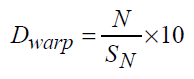 D_warp = N / S_N × 10